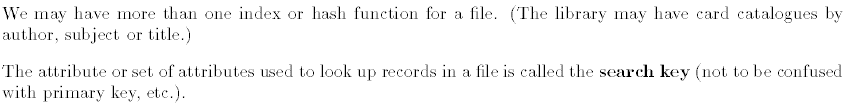 We may have more than one index or hash function for a file. (The library may have card catalogues by
author, subject or title.)
The attribute or set of attributes used to look up records in a file is called the search key (not to be confused
with primary key, etc.).